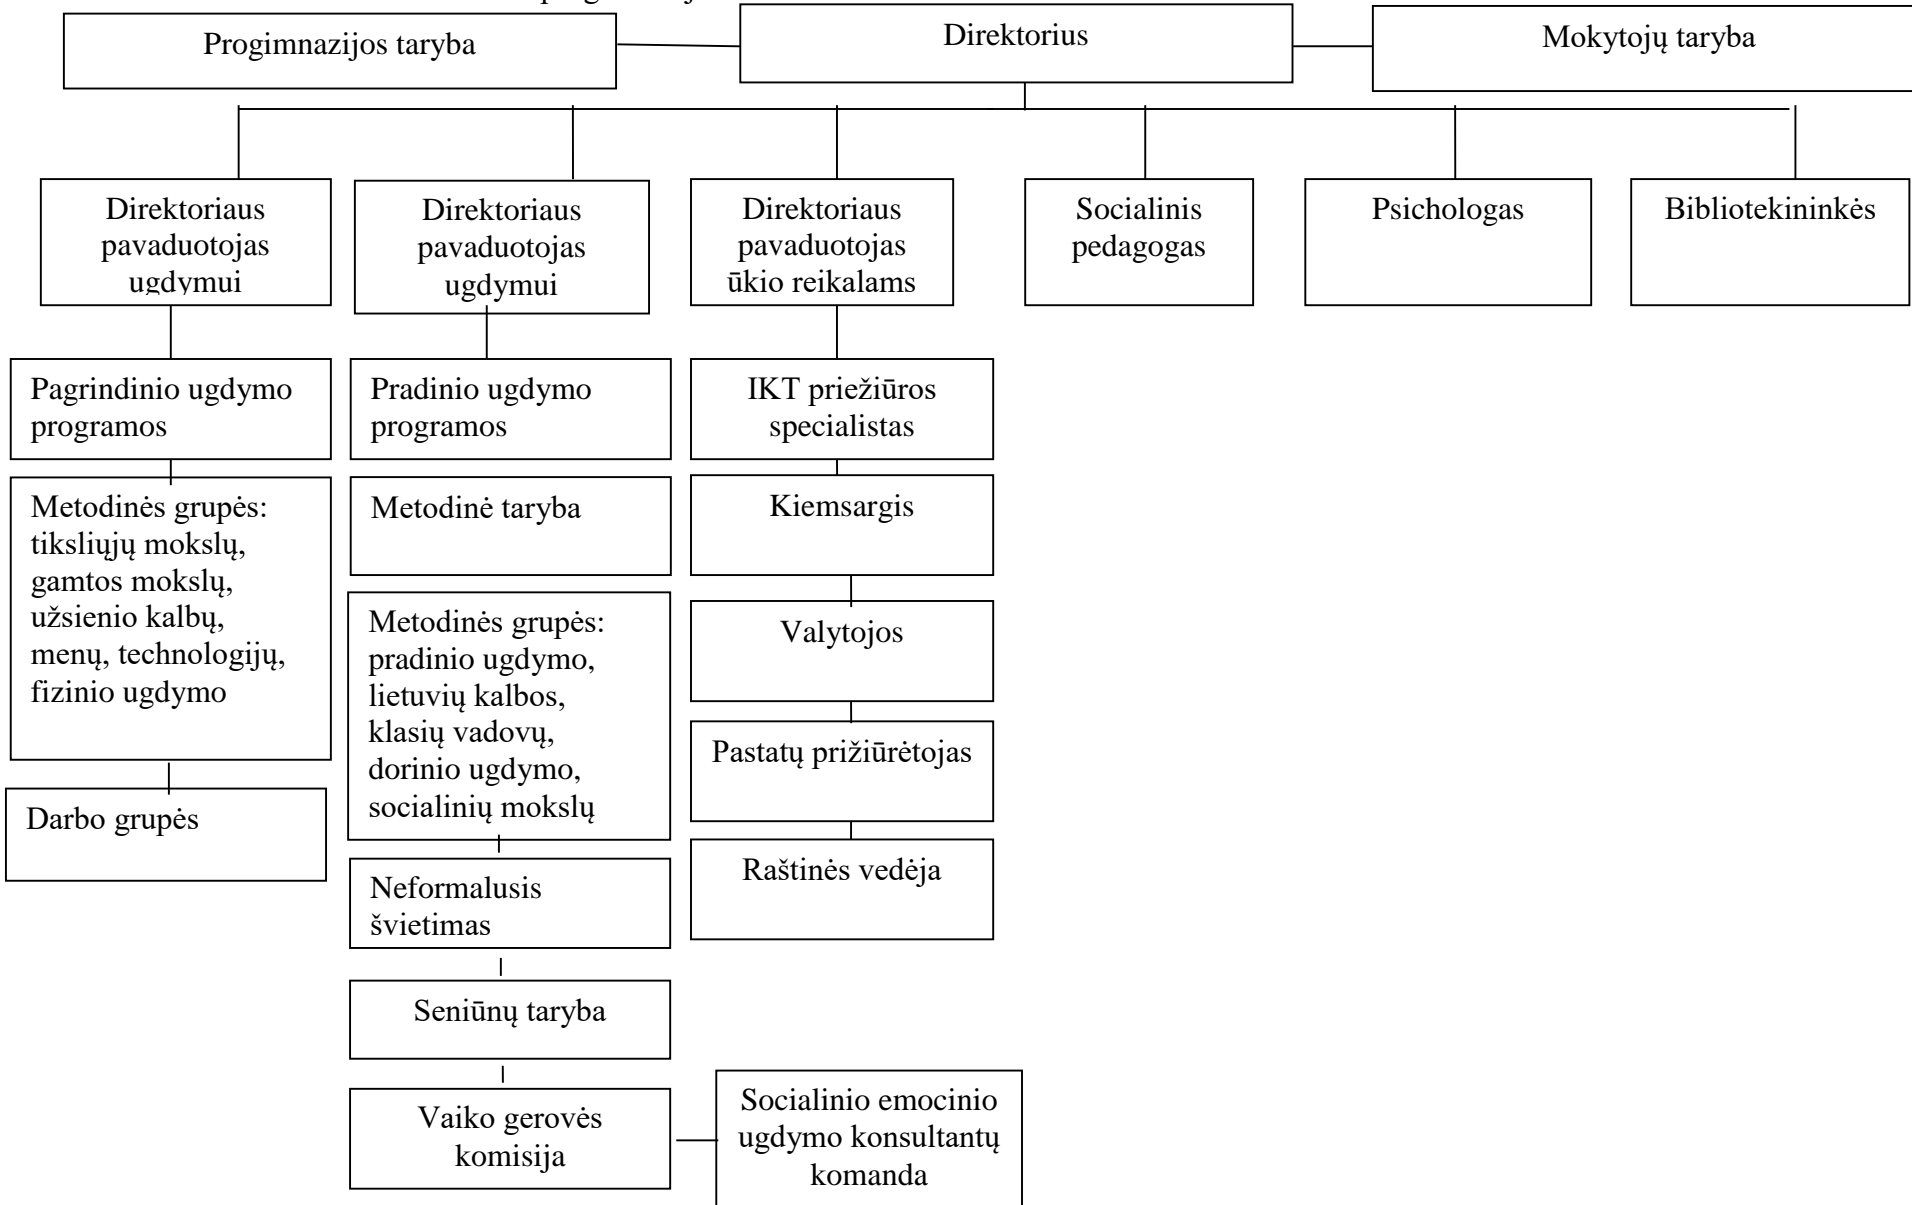 Progimnazijos taryba
Direktorius
Mokytojų taryba
Direktoriaus
pavaduotojas
ugdymui
Direktoriaus
pavaduotojas
ugdymui
Direktoriaus
pavaduotojas
ūkio reikalams
Socialinis
pedagogas
Psichologas
Bibliotekininkės
Pagrindinio ugdymo
programos
Pradinio ugdymo
programos
IKT priežiūros
specialistas
Metodinės grupės:
tiksliųjų mokslų,
gamtos mokslų,
užsienio kalbų,
menų, technologijų,
fizinio ugdymo
Metodinė taryba
Kiemsargis
Metodinės grupės:
pradinio ugdymo,
lietuvių kalbos,
klasių vadovų,
dorinio ugdymo,
socialinių mokslų
Valytojos
Pastatų prižiūrėtojas
Darbo grupės
Raštinės vedėja
Neformalusis
švietimas
Seniūnų taryba
Vaiko gerovės
komisija
Socialinio emocinio
ugdymo konsultantų
komanda